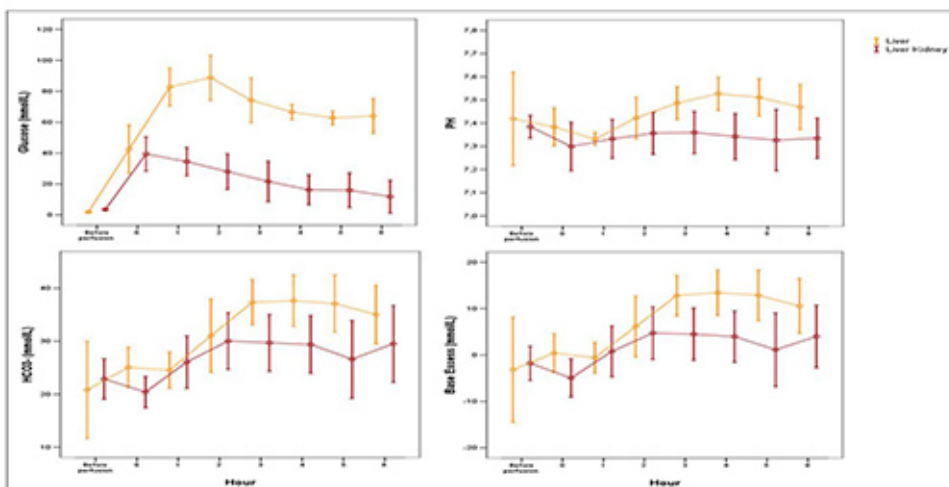 Glucose [mmol/L]
120
100
80
60
40
20
0
Before
perfusion
0 1 2 3 4 5 6
PH
7,8
7,7
7,6
7,5
7,4
7,3
7,2
7,1
7,0
Before
perfusion
0 1 2 3 4 5 6
Liver
Liver Kidney
HCO3- [mmol/L]
40
30
20
10
Before
perfusion
0 1 2 3 4 5 6
Hour
Base Excess [mmol/L]
20
10
0
-10
-20
Before
perfusion
0 1 2 3 4 5 6
Hour